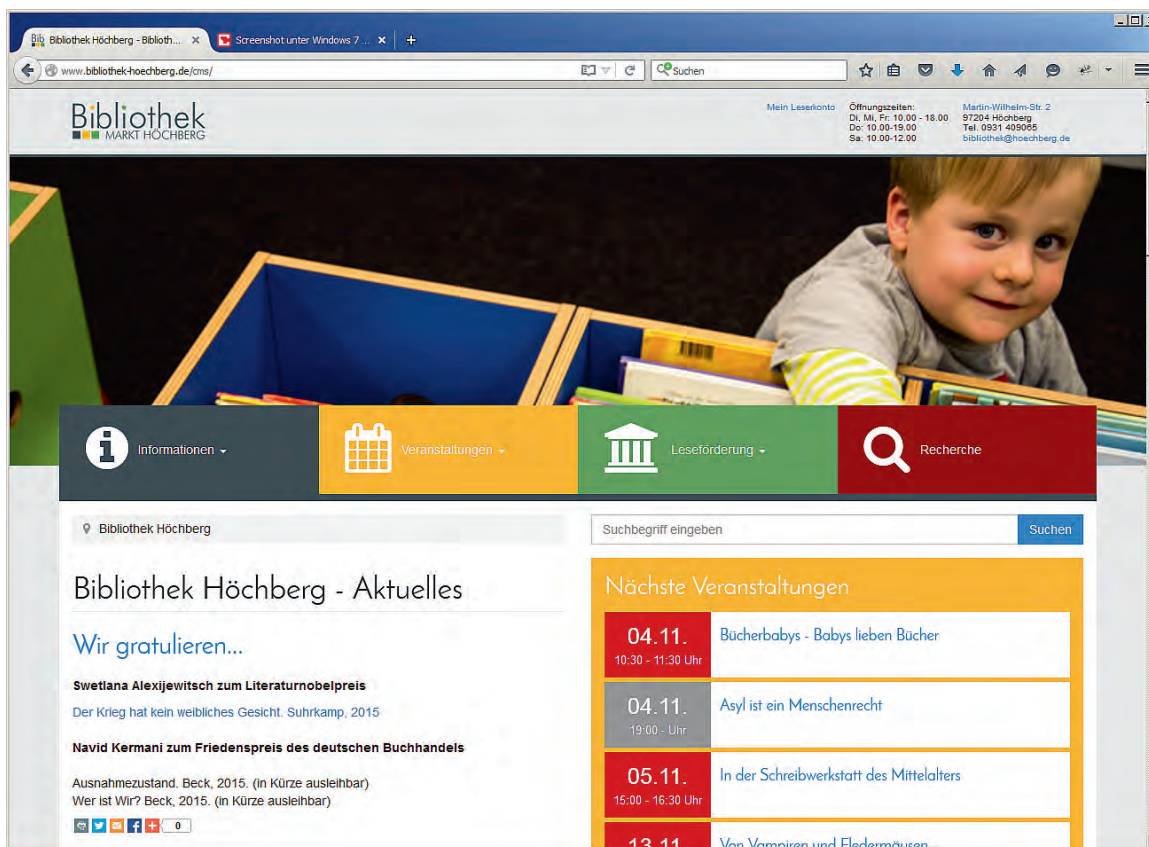 Bibliothek Höchberg - Biblioth...
Screenshot unter Windows 7 ...
www.bibliothek-hoechberg.de/cms/
Suchen
Bibliothek
MARKT HÖCHBERG
Mein Leserkonto
Öffnungszeiten:
Di, Mi, Fr: 10.00 - 18.00
Do: 10.00-19.00
Sa: 10.00-12.00
Martin-Wilhelm-Str. 2
97204 Höchberg
Tel. 0931 409065
bibliothek@hoechberg.de
Informationen
Veranstaltungen
Leseförderung
Recherche
Bibliothek Höchberg
Suchbegriff eingeben
Suchen
Bibliothek Höchberg - Aktuelles
Wir gratulieren...
Swetlana Alexijewitsch zum Literaturnobelpreis
Der Krieg hat kein weibliches Gesicht. Suhrkamp, 2015
Navid Kermani zum Friedenspreis des deutschen Buchhandels
Ausnahmezustand. Beck, 2015. (in Kürze ausleihbar)
Wer ist Wir? Beck, 2015. (in Kürze ausleihbar)
0
Nächste Veranstaltungen
04.11.
10:30 - 11:30 Uhr
Bücherbabys - Babys lieben Bücher
04.11.
19:00 - Uhr
Asyl ist ein Menschenrecht
05.11.
15:00 - 16:30 Uhr
In der Schreibwerkstatt des Mittelalters
13.11.
Von Vampiren und Fledermäusen –